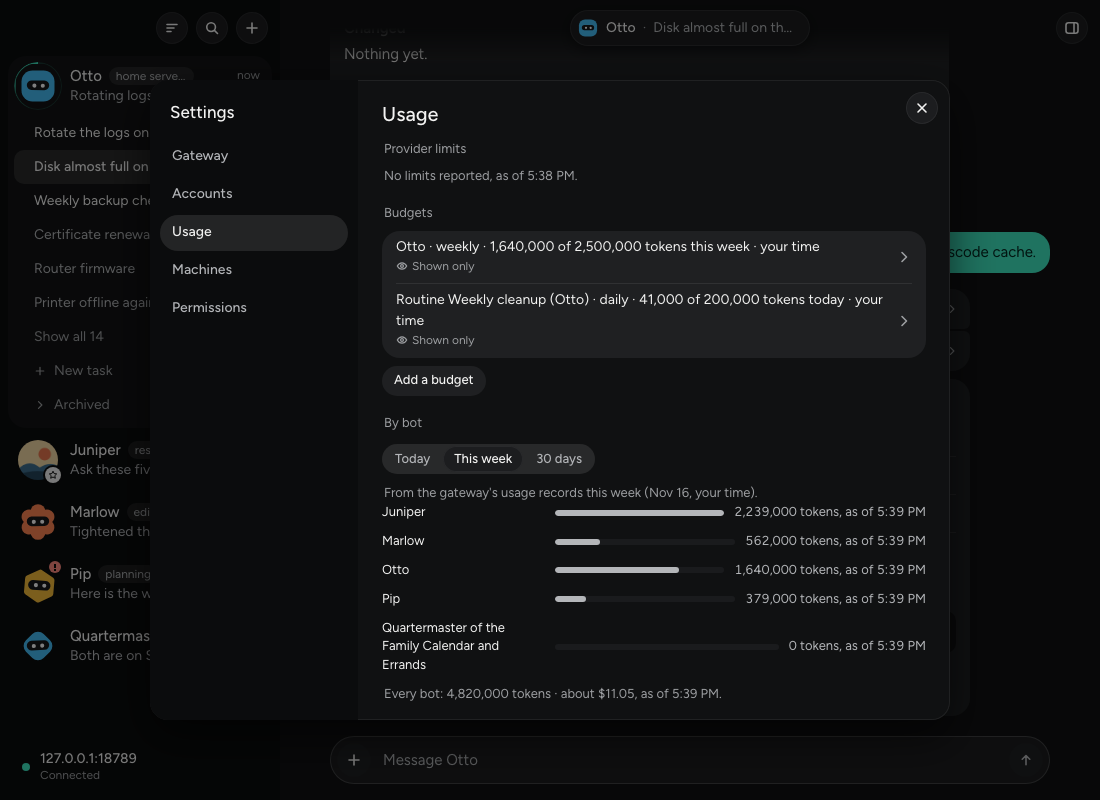 Otto · Disk almost full on th...
Nothing yet.
Otto home serve... now
Rotating logs
Rotate the logs on
Disk almost full on
Weekly backup che
Certificate renewa
Router firmware
Printer offline again
Show all 14
+ New task
Archived
Juniper res
Ask these five
Marlow edi
Tightened th
Pip planning
Here is the w
Quartermas
Both are on S
127.0.0.1:18789
Connected
Settings
Gateway
Accounts
Usage
Machines
Permissions
Usage
Provider limits
No limits reported, as of 5:38 PM.
Budgets
Otto · weekly · 1,640,000 of 2,500,000 tokens this week · your time
Shown only
Routine Weekly cleanup (Otto) · daily · 41,000 of 200,000 tokens today · your
time
Shown only
Add a budget
By bot
Today This week 30 days
From the gateway's usage records this week (Nov 16, your time).
Juniper 2,239,000 tokens, as of 5:39 PM
Marlow 562,000 tokens, as of 5:39 PM
Otto 1,640,000 tokens, as of 5:39 PM
Pip 379,000 tokens, as of 5:39 PM
Quartermaster of the
Family Calendar and
Errands
0 tokens, as of 5:39 PM
Every bot: 4,820,000 tokens · about $11.05, as of 5:39 PM.
scode cache.
Message Otto